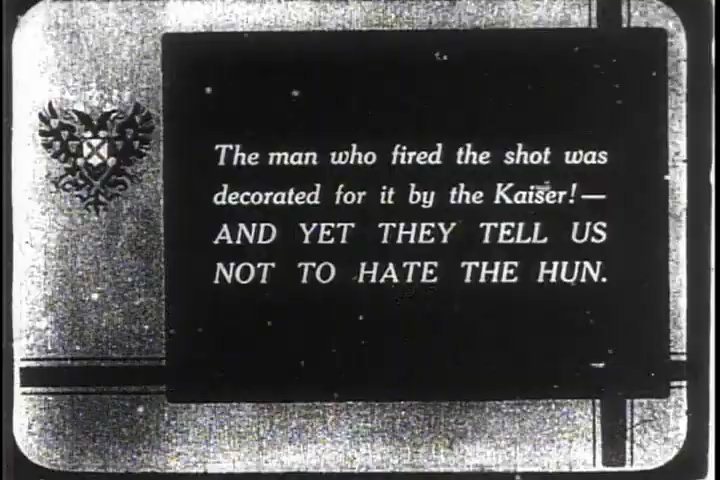 The man who fired the shot was
decorated for it by the Kaiser!—
AND YET THEY TELL US
NOT TO HATE THE HUN.